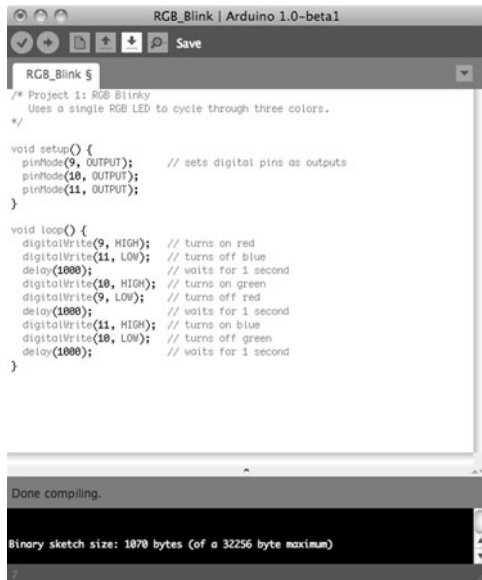 RGB_Blink | Arduino 1.0-beta1
Save
RGB_Blink §
/* Project 1: RGB Blinky
   Uses a single RGB LED to cycle through three colors.
*/
void setup() {
  pinMode(9, OUTPUT);      // sets digital pins as outputs
  pinMode(10, OUTPUT);
  pinMode(11, OUTPUT);
}
void loop() {
  digitalWrite(9, HIGH);   // turns on red
  digitalWrite(11, LOW);   // turns off blue
  delay(1000);             // waits for 1 second
  digitalWrite(10, HIGH);  // turns on green
  digitalWrite(9, LOW);    // turns off red
  delay(1000);             // waits for 1 second
  digitalWrite(11, HIGH);  // turns on blue
  digitalWrite(10, LOW);   // turns off green
  delay(1000);             // waits for 1 second
}
Done compiling.
Binary sketch size: 1070 bytes (of a 32256 byte maximum)
7